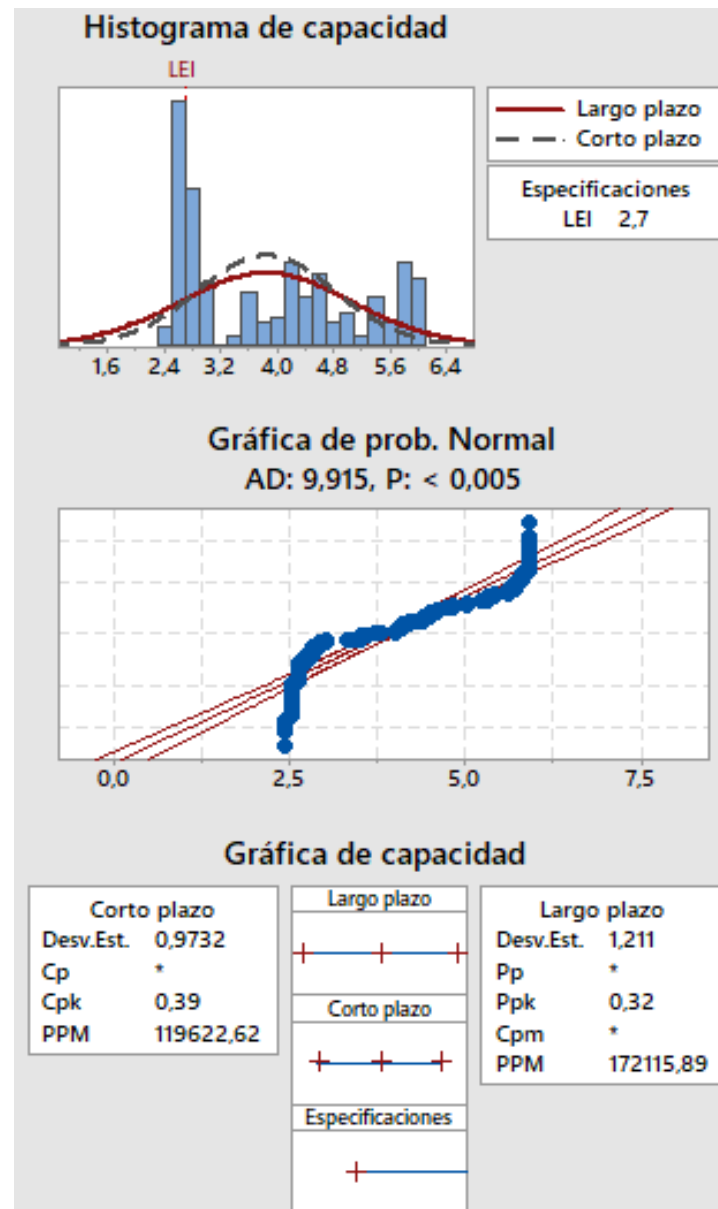 Histograma de capacidad
LEI
Largo plazo
Corto plazo
Especificaciones
LEI 2,7
1,6 2,4 3,2 4,0 4,8 5,6 6,4
Gráfica de prob. Normal
AD: 9,915, P: < 0,005
0,0 2,5 5,0 7,5
Gráfica de capacidad
Corto plazo
Desv.Est. 0,9732
Cp *
Cpk 0,39
PPM 119622,62
Largo plazo
Corto plazo
Especificaciones
Largo plazo
Desv.Est. 1,211
Pp *
Ppk 0,32
Cpm *
PPM 172115,89